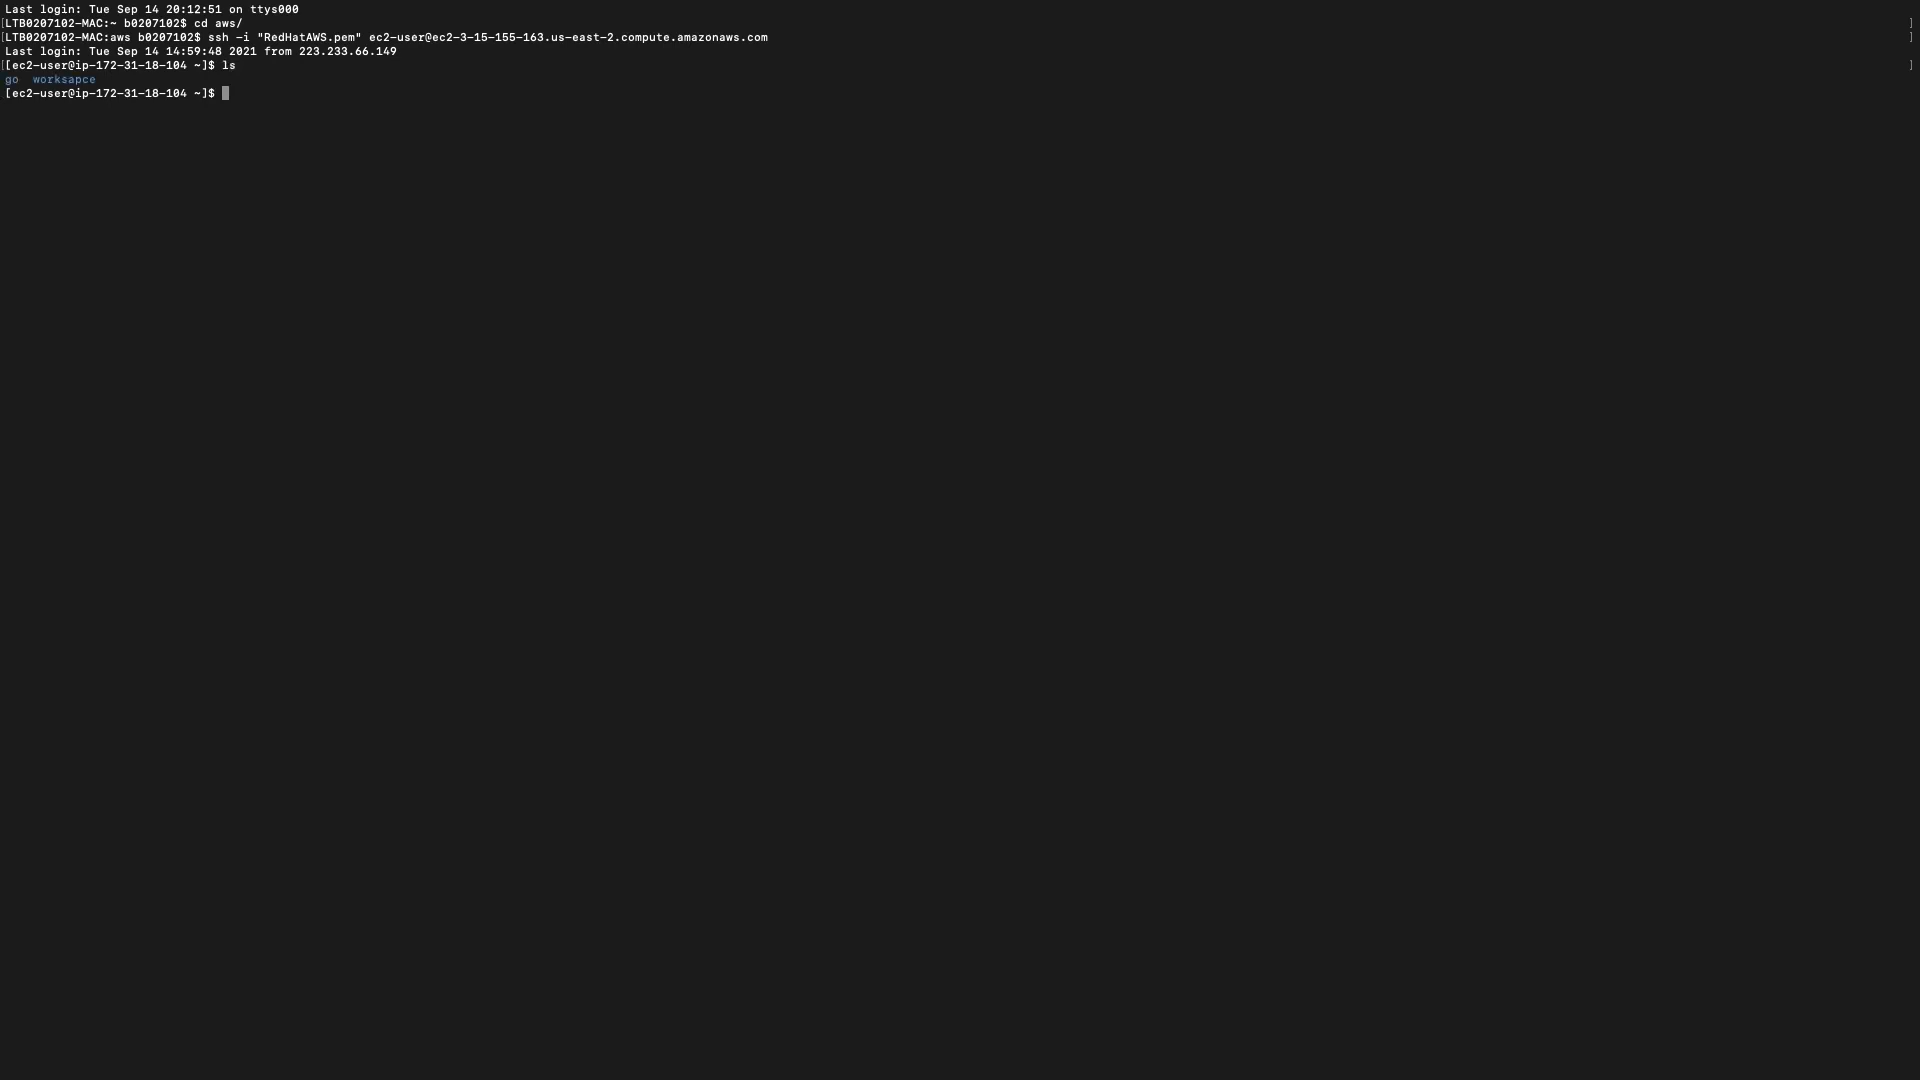 Last login: Tue Sep 14 20:12:51 on ttys000
[LTB0207102-MAC:~ b0207102$ cd aws/ ]
[LTB0207102-MAC:aws b0207102$ ssh -i "RedHatAWS.pem" ec2-user@ec2-3-15-155-163.us-east-2.compute.amazonaws.com ]
Last login: Tue Sep 14 14:59:48 2021 from 223.233.66.149
[[ec2-user@ip-172-31-18-104 ~]$ ls ]
go  worksapce
[ec2-user@ip-172-31-18-104 ~]$